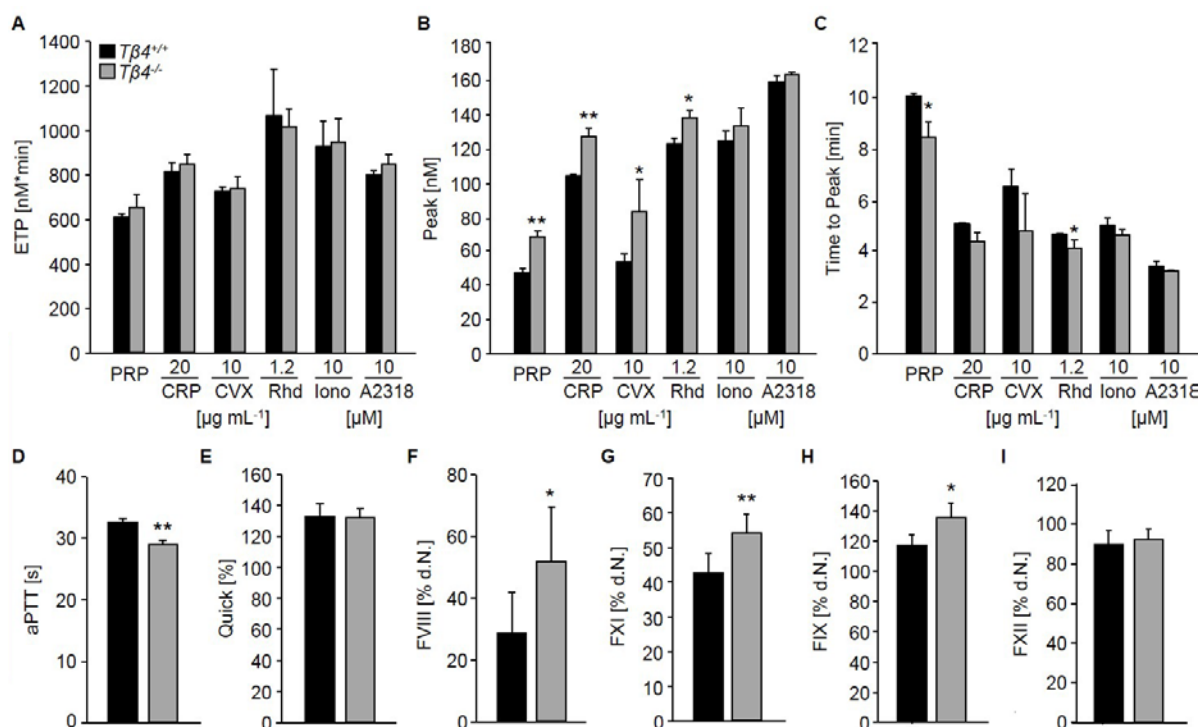 A
1400
1200
1000
800
600
400
200
0
ETP [nM*min]
Tβ4+/+
Tβ4-/-
PRP
20 10 1.2 10 10
CRP CVX Rhd Iono A2318
[µg mL-1] [µM]
B
180
160
140
120
100
80
60
40
20
0
Peak [nM]
** ** * *
PRP
20 10 1.2 10 10
CRP CVX Rhd Iono A2318
[µg mL-1] [µM]
C
12
10
8
6
4
2
0
Time to Peak [min]
* *
PRP
20 10 1.2 10 10
CRP CVX Rhd Iono A2318
[µg mL-1] [µM]
D
40
30
20
10
0
aPTT [s]
**
E
160
140
120
100
80
60
40
20
0
Quick [%]
F
80
60
40
20
0
FVIII [% d.N.]
*
G
70
60
50
40
30
20
10
0
FXI [% d.N.]
**
H
160
140
120
100
80
60
40
20
0
FIX [% d.N.]
*
I
120
100
80
60
40
20
0
FXII [% d.N.]